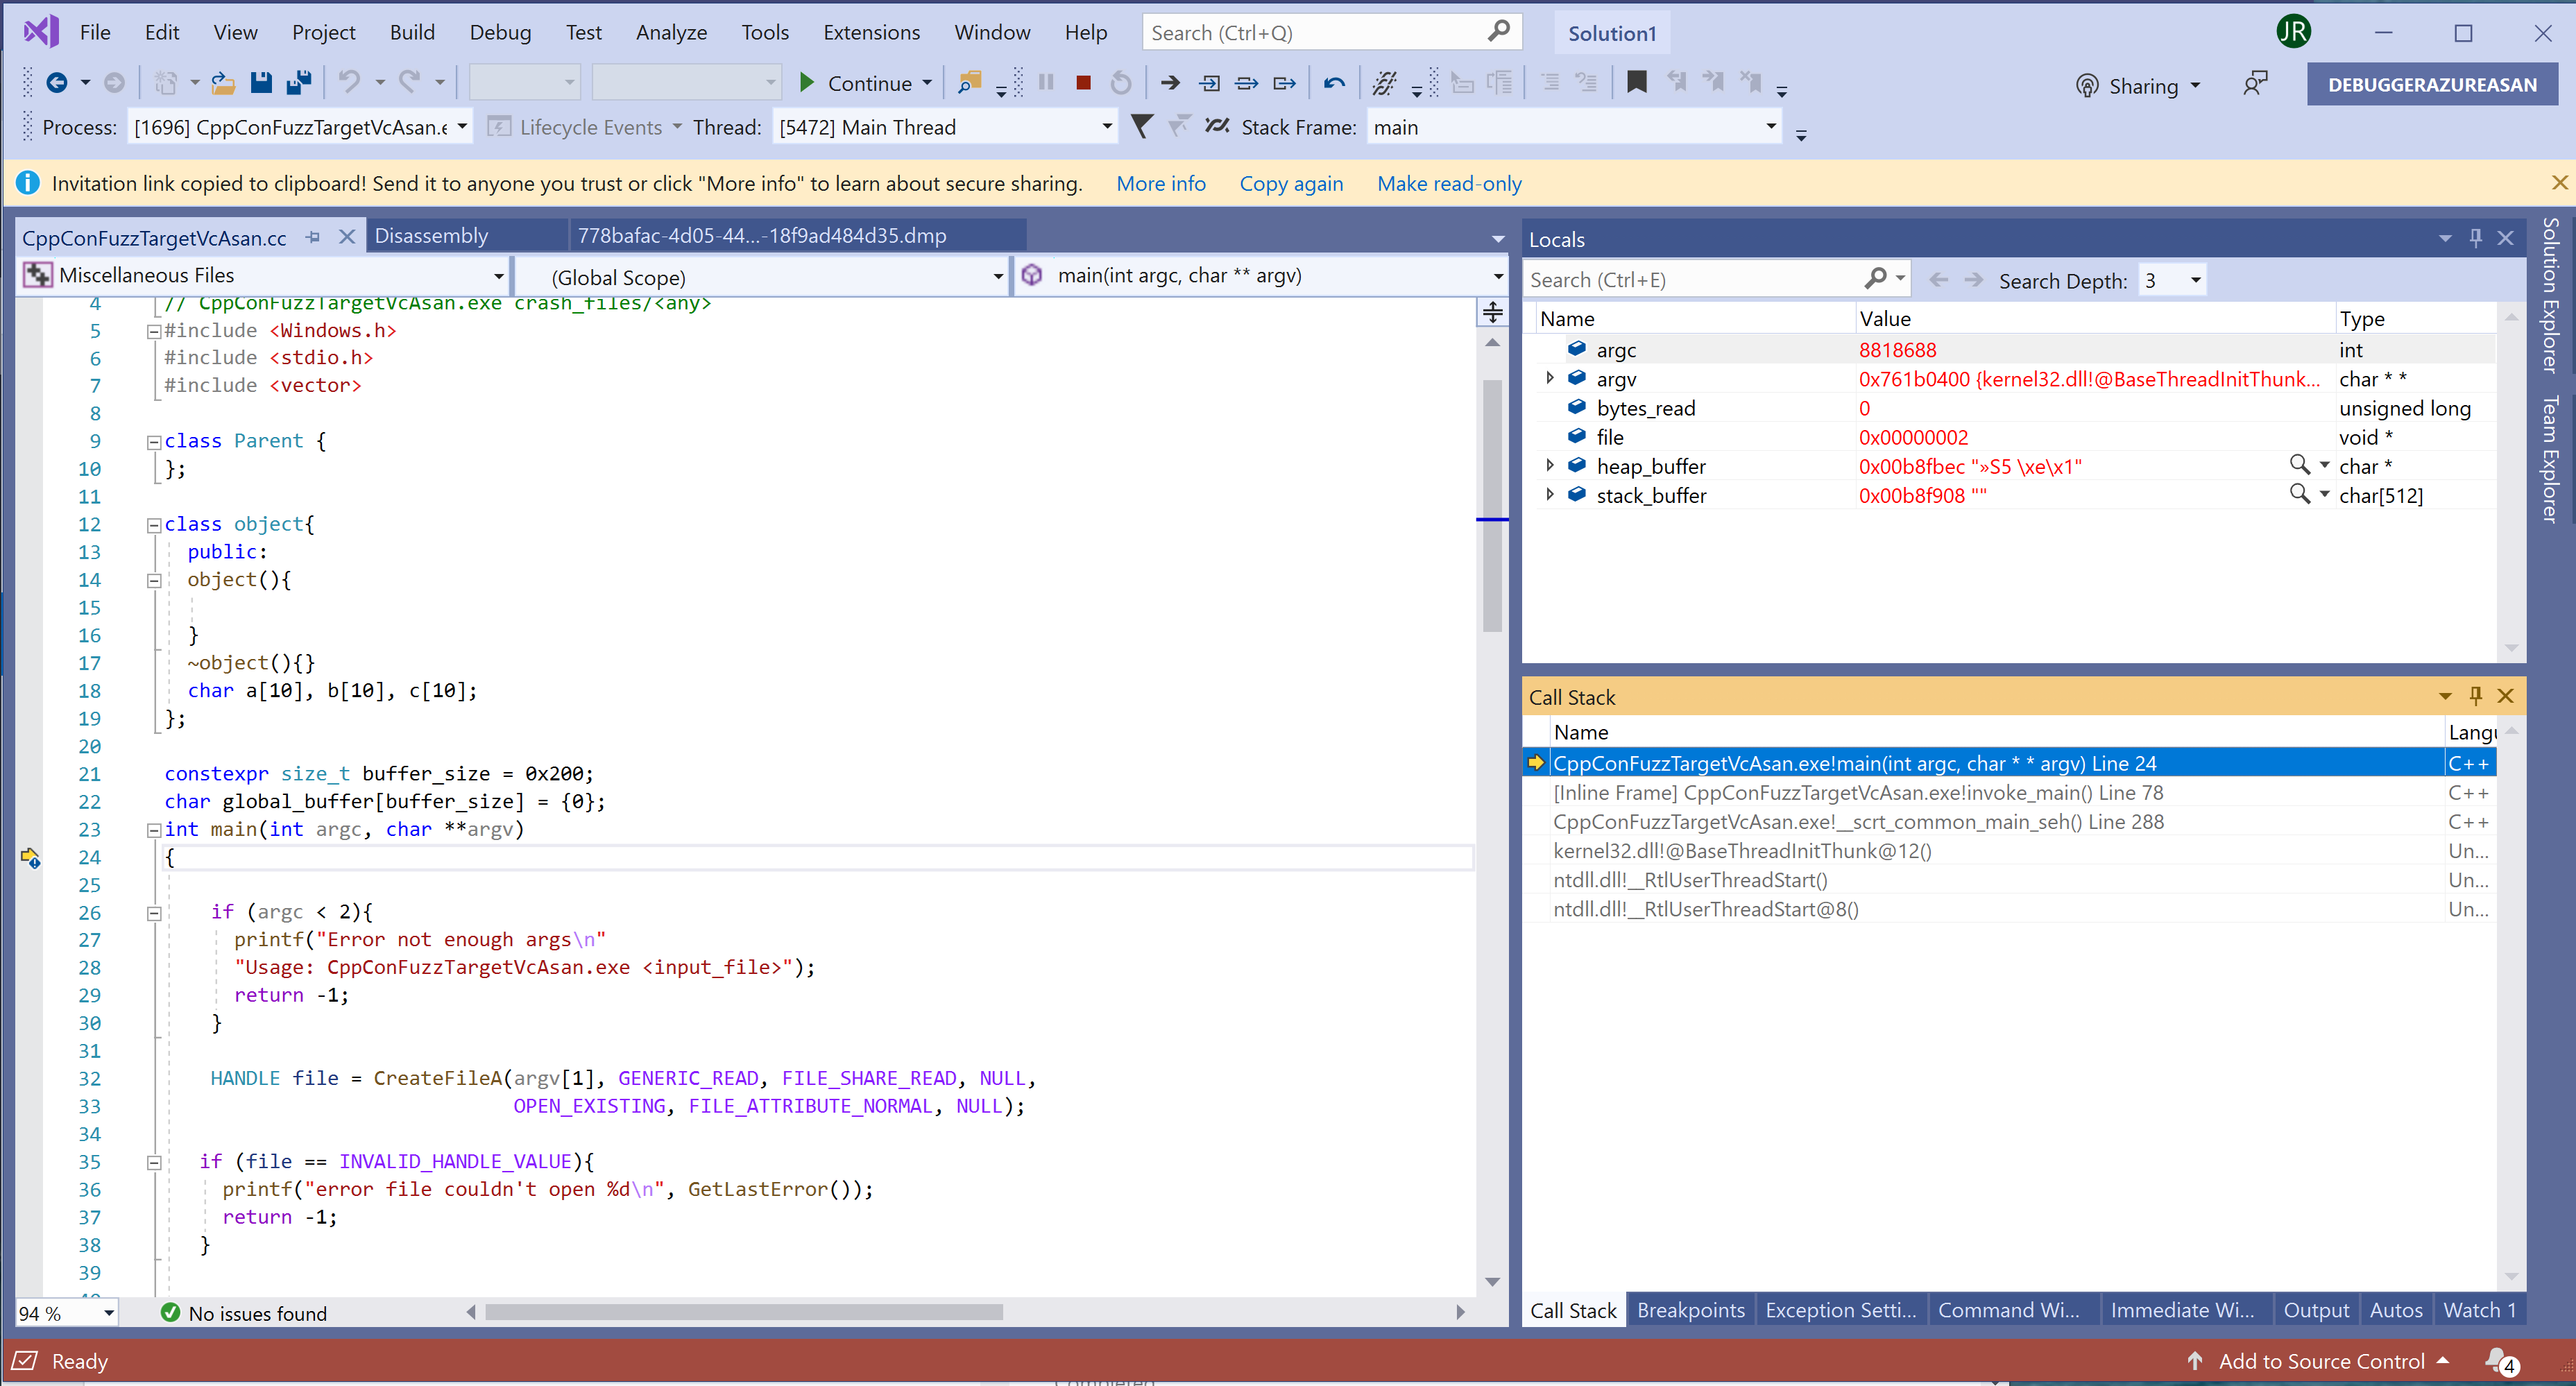 File Edit View Project Build Debug Test Analyze Tools Extensions Window Help Search (Ctrl+Q) Solution1 JR
Continue Sharing DEBUGGERAZUREASAN
Process: [1696] CppConFuzzTargetVcAsan.e Lifecycle Events Thread: [5472] Main Thread Stack Frame: main
Invitation link copied to clipboard! Send it to anyone you trust or click "More info" to learn about secure sharing. More info Copy again Make read-only
CppConFuzzTargetVcAsan.cc Disassembly 778bafac-4d05-44...-18f9ad484d35.dmp
Miscellaneous Files (Global Scope) main(int argc, char ** argv)
4 // CppConFuzzTargetVcAsan.exe crash_files/<any>
5 #include <Windows.h>
6 #include <stdio.h>
7 #include <vector>
8
9 class Parent {
10 };
11
12 class object{
13 public:
14 object(){
15
16 }
17 ~object(){}
18 char a[10], b[10], c[10];
19 };
20
21 constexpr size_t buffer_size = 0x200;
22 char global_buffer[buffer_size] = {0};
23 int main(int argc, char **argv)
24 {
25
26 if (argc < 2){
27 printf("Error not enough args\n"
28 "Usage: CppConFuzzTargetVcAsan.exe <input_file>");
29 return -1;
30 }
31
32 HANDLE file = CreateFileA(argv[1], GENERIC_READ, FILE_SHARE_READ, NULL,
33 OPEN_EXISTING, FILE_ATTRIBUTE_NORMAL, NULL);
34
35 if (file == INVALID_HANDLE_VALUE){
36 printf("error file couldn't open %d\n", GetLastError());
37 return -1;
38 }
39
94 % No issues found
Locals
Search (Ctrl+E) Search Depth: 3
Name Value Type
argc 8818688 int
argv 0x761b0400 {kernel32.dll!@BaseThreadInitThunk... char * *
bytes_read 0 unsigned long
file 0x00000002 void *
heap_buffer 0x00b8fbec "»S5 \xe\x1" char *
stack_buffer 0x00b8f908 "" char[512]
Call Stack
Name Langu
CppConFuzzTargetVcAsan.exe!main(int argc, char * * argv) Line 24 C++
[Inline Frame] CppConFuzzTargetVcAsan.exe!invoke_main() Line 78 C++
CppConFuzzTargetVcAsan.exe!__scrt_common_main_seh() Line 288 C++
kernel32.dll!@BaseThreadInitThunk@12() Un...
ntdll.dll!__RtlUserThreadStart() Un...
ntdll.dll!__RtlUserThreadStart@8() Un...
Call Stack Breakpoints Exception Setti... Command Wi... Immediate Wi... Output Autos Watch 1
Solution Explorer
Team Explorer
Ready Add to Source Control 4